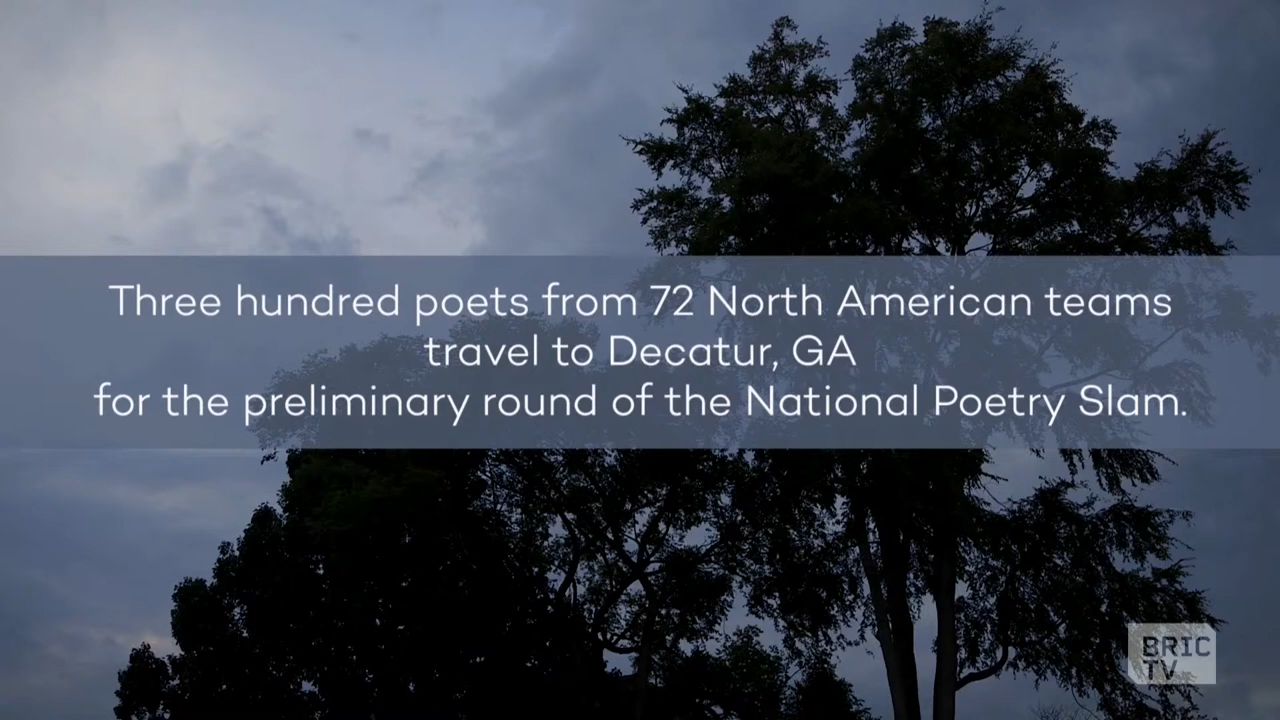 Three hundred poets from 72 North American teams
travel to Decatur, GA
for the preliminary round of the National Poetry Slam.
BRIC
TV